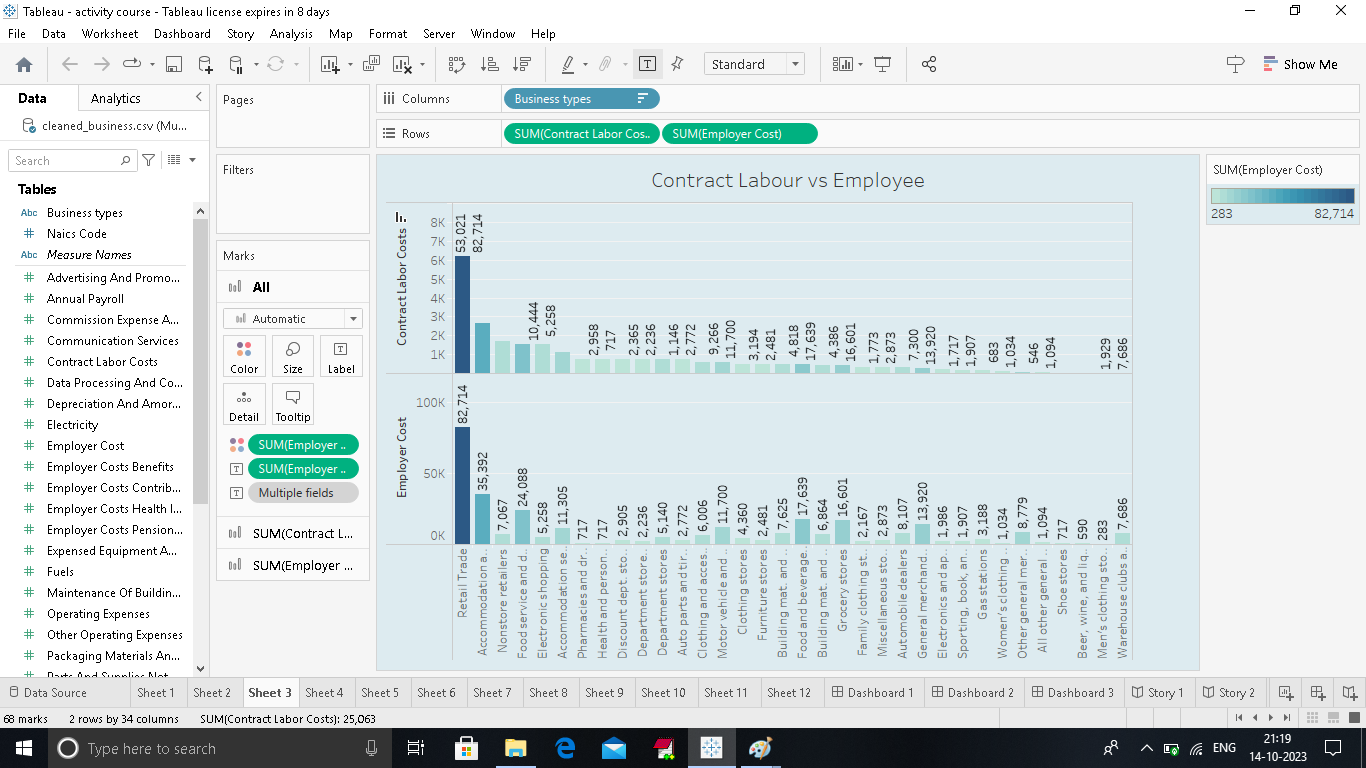 Tableau - activity course - Tableau license expires in 8 days
File Data Worksheet Dashboard Story Analysis Map Format Server Window Help
Standard
Show Me
Data Analytics
cleaned_business.csv (Mu...
Search
Tables
Abc Business types
# Naics Code
Abc Measure Names
# Advertising And Promo...
# Annual Payroll
# Commission Expense A...
# Communication Services
# Contract Labor Costs
# Data Processing And Co...
# Depreciation And Amor...
# Electricity
# Employer Cost
# Employer Costs Benefits
# Employer Costs Contrib...
# Employer Costs Health I...
# Employer Costs Pension...
# Expensed Equipment A...
# Fuels
# Maintenance Of Buildin...
# Operating Expenses
# Other Operating Expenses
# Packaging Materials An...
# Parts And Supplies Not
Pages
Filters
Marks
All
Automatic
Color Size Label
Detail Tooltip
SUM(Employer ..
SUM(Employer ..
Multiple fields
SUM(Contract L...
SUM(Employer ...
Columns Business types
Rows SUM(Contract Labor Cos.. SUM(Employer Cost)
Contract Labour vs Employee
Contract Labor Costs
8K
7K
6K
5K
4K
3K
2K
1K
53,021
82,714
10,444
5,258
2,958
717
2,365
2,236
1,146
2,772
9,266
11,700
3,194
2,481
4,818
17,639
4,386
16,601
1,773
2,873
7,300
13,920
1,717
1,907
683
1,034
546
1,094
1,929
7,686
Employer Cost
100K
50K
0K
82,714
35,392
7,067
24,088
5,258
11,305
717
717
2,905
2,236
5,140
2,772
6,006
11,700
4,360
2,481
7,625
17,639
6,864
16,601
2,167
2,873
8,107
13,920
1,986
1,907
3,188
1,034
8,779
1,094
717
590
283
7,686
Retail Trade
Accommodation a..
Nonstore retailers
Food service and d..
Electronic shopping
Accommodation se..
Pharmacies and dr..
Health and person..
Discount dept. sto..
Department store..
Department stores
Auto parts and tir..
Clothing and acces..
Motor vehicle and ..
Clothing stores
Furniture stores
Building mat. and ..
Food and beverage..
Building mat. and ..
Grocery stores
Family clothing st..
Miscellaneous sto..
Automobile dealers
General merchand..
Electronics and ap..
Sporting, book, an..
Gas stations
Women's clothing ..
Other general mer..
All other general ..
Shoe stores
Beer, wine, and liq..
Men's clothing sto..
Warehouse clubs a..
SUM(Employer Cost)
283 82,714
Data Source Sheet 1 Sheet 2 Sheet 3 Sheet 4 Sheet 5 Sheet 6 Sheet 7 Sheet 8 Sheet 9 Sheet 10 Sheet 11 Sheet 12 Dashboard 1 Dashboard 2 Dashboard 3 Story 1 Story 2
68 marks 2 rows by 34 columns SUM(Contract Labor Costs): 25,063
Type here to search
ENG
21:19
14-10-2023